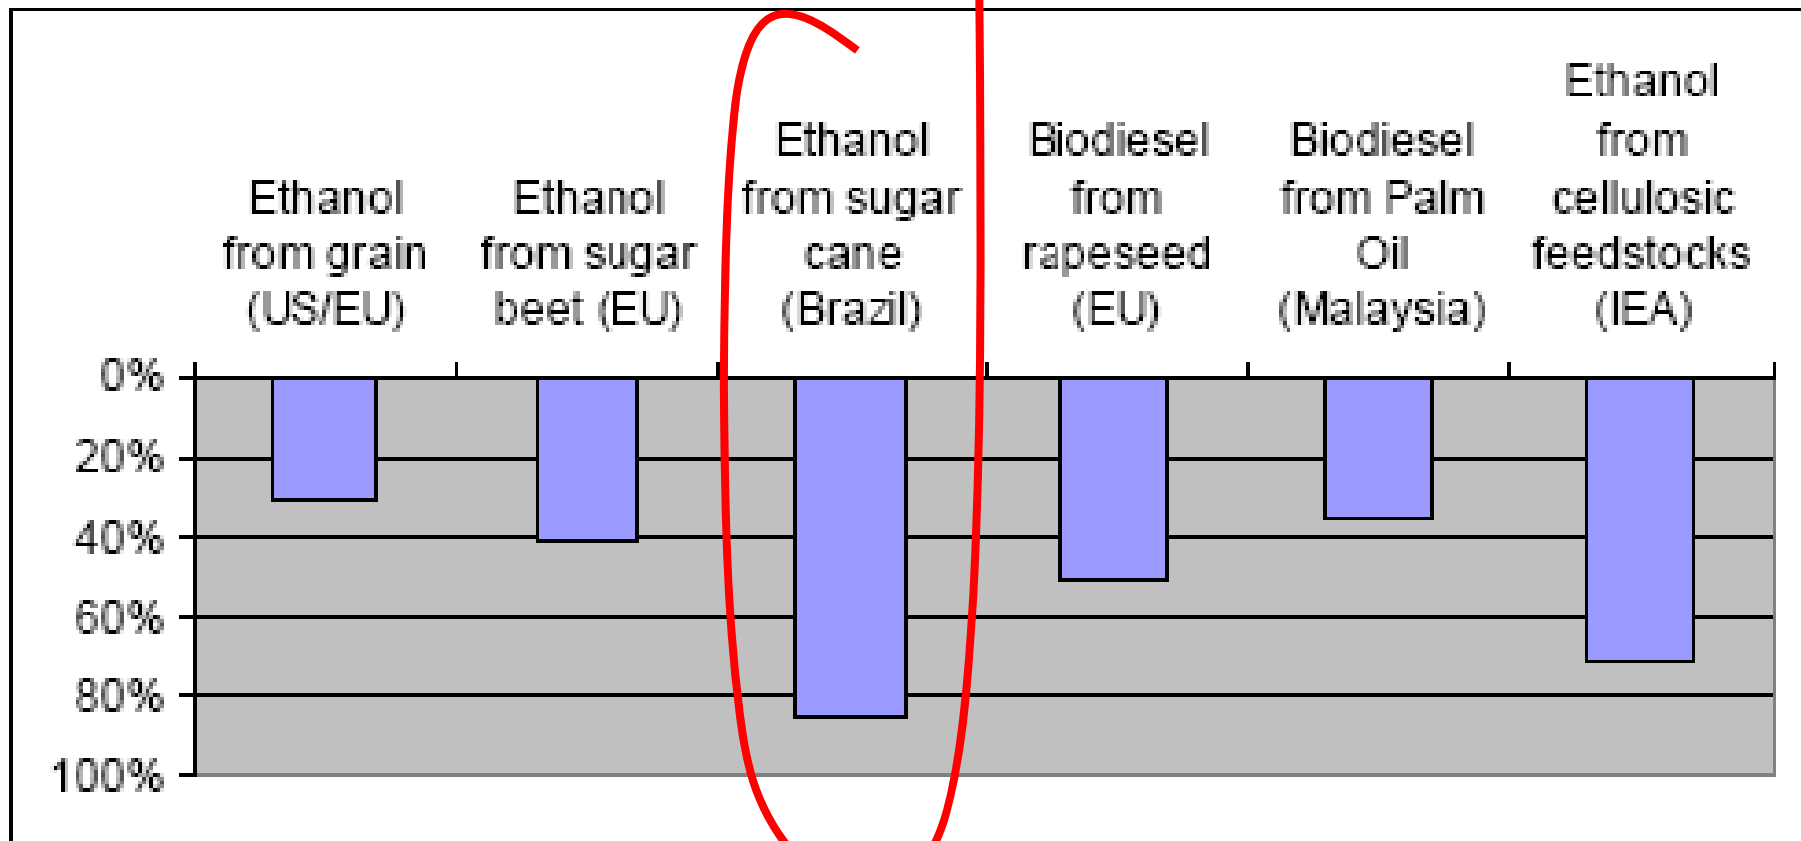 Ethanol
from grain
(US/EU)
Ethanol
from sugar
beet (EU)
Ethanol
from sugar
cane
(Brazil)
Biodiesel
from
rapeseed
(EU)
Biodiesel
from Palm
Oil
(Malaysia)
Ethanol
from
cellulosic
feedstocks
(IEA)
0%
20%
40%
60%
80%
100%